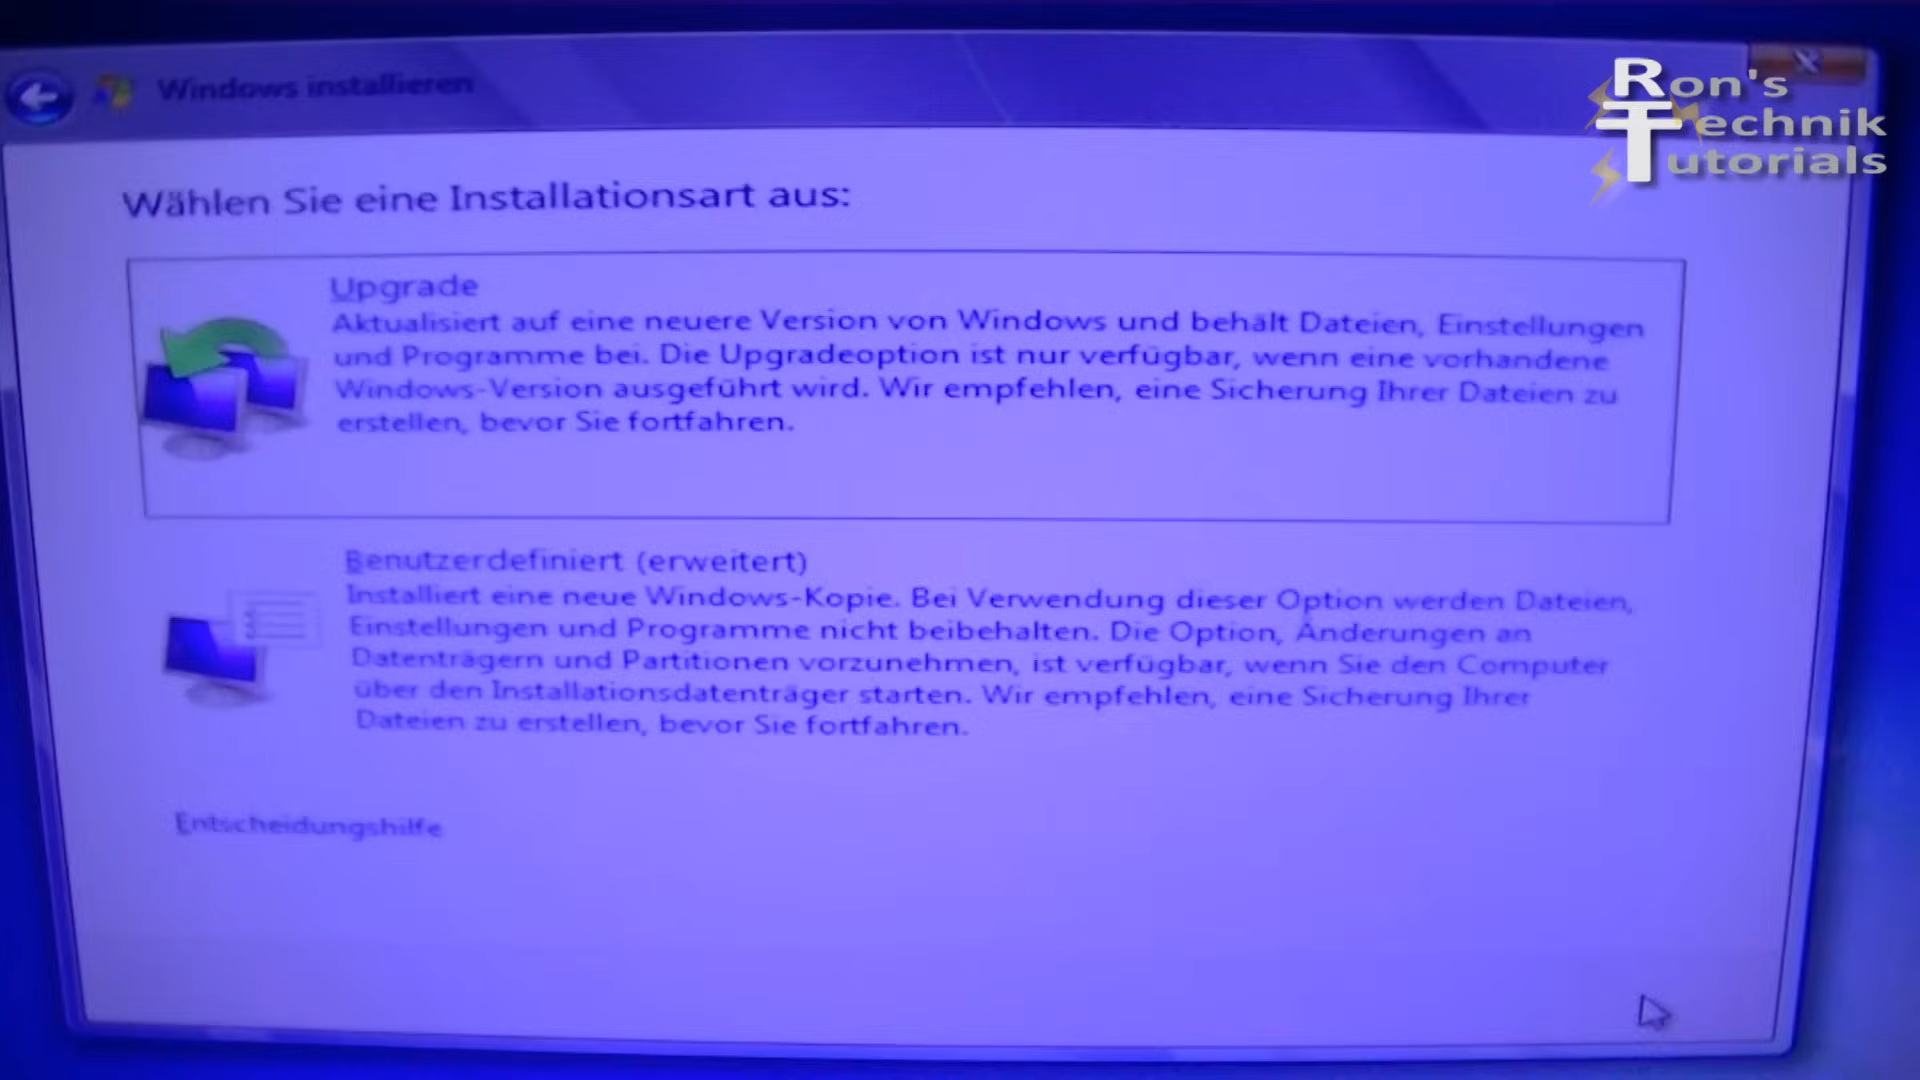 Windows installieren
Ron's
Technik
Tutorials
Wählen Sie eine Installationsart aus:
Upgrade
Aktualisiert auf eine neuere Version von Windows und behält Dateien, Einstellungen
und Programme bei. Die Upgradeoption ist nur verfügbar, wenn eine vorhandene
Windows-Version ausgeführt wird. Wir empfehlen, eine Sicherung Ihrer Dateien zu
erstellen, bevor Sie fortfahren.
Benutzerdefiniert (erweitert)
Installiert eine neue Windows-Kopie. Bei Verwendung dieser Option werden Dateien,
Einstellungen und Programme nicht beibehalten. Die Option, Änderungen an
Datenträgern und Partitionen vorzunehmen, ist verfügbar, wenn Sie den Computer
über den Installationsdatenträger starten. Wir empfehlen, eine Sicherung Ihrer
Dateien zu erstellen, bevor Sie fortfahren.
Entscheidungshilfe